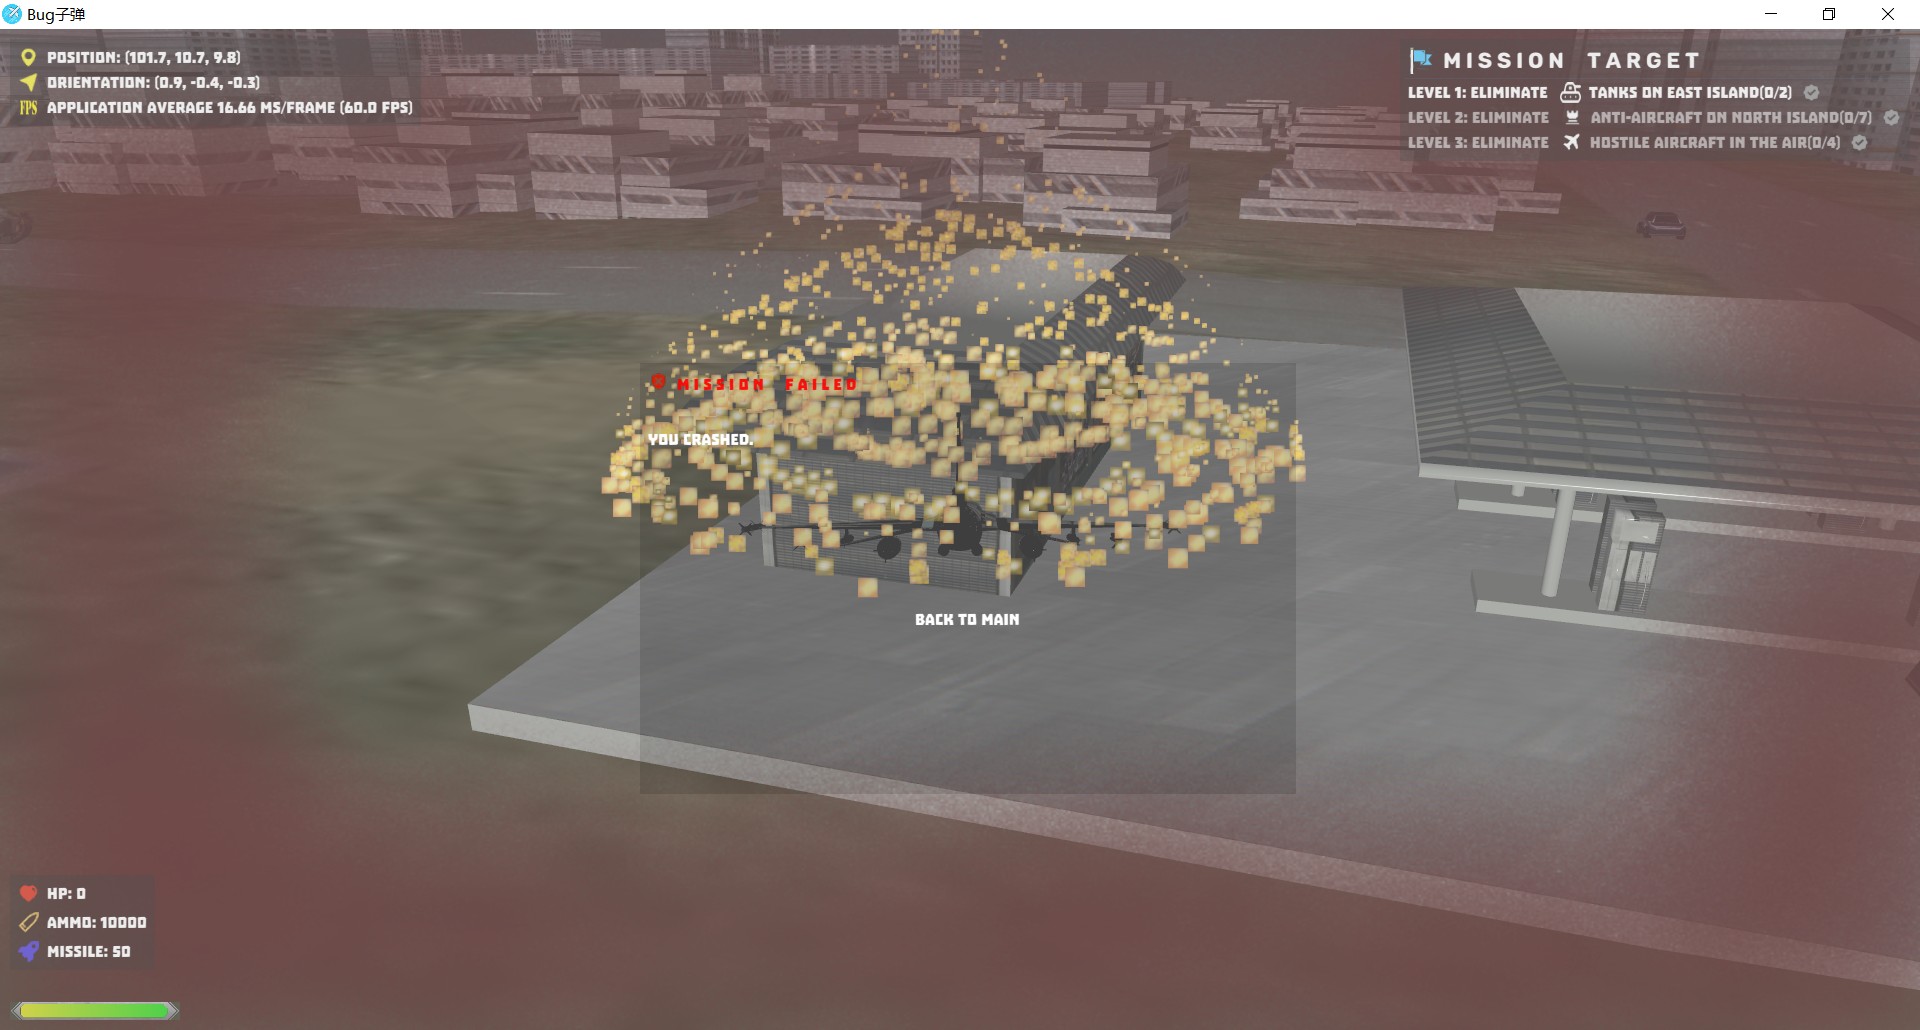 Bug子弹
POSITION: (101.7, 10.7, 9.8)
ORIENTATION: (0.9, -0.4, -0.3)
FPS APPLICATION AVERAGE 16.66 MS/FRAME (60.0 FPS)
MISSION TARGET
LEVEL 1: ELIMINATE TANKS ON EAST ISLAND(0/2)
LEVEL 2: ELIMINATE ANTI-AIRCRAFT ON NORTH ISLAND(0/7)
LEVEL 3: ELIMINATE HOSTILE AIRCRAFT IN THE AIR(0/4)
MISSION FAILED
YOU CRASHED.
BACK TO MAIN
HP: 0
AMMO: 10000
MISSILE: 50